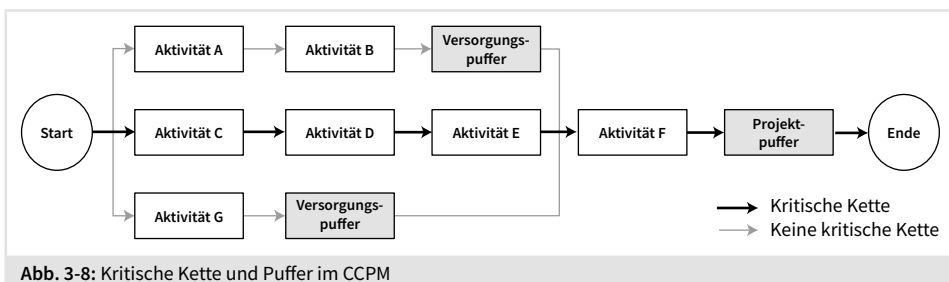 Aktivität A
Aktivität B
Versorgungs-
puffer
Start
Aktivität C
Aktivität D
Aktivität E
Aktivität F
Projekt-
puffer
Ende
Aktivität G
Versorgungs-
puffer
Kritische Kette
Keine kritische Kette
Abb. 3-8: Kritische Kette und Puffer im CCPM